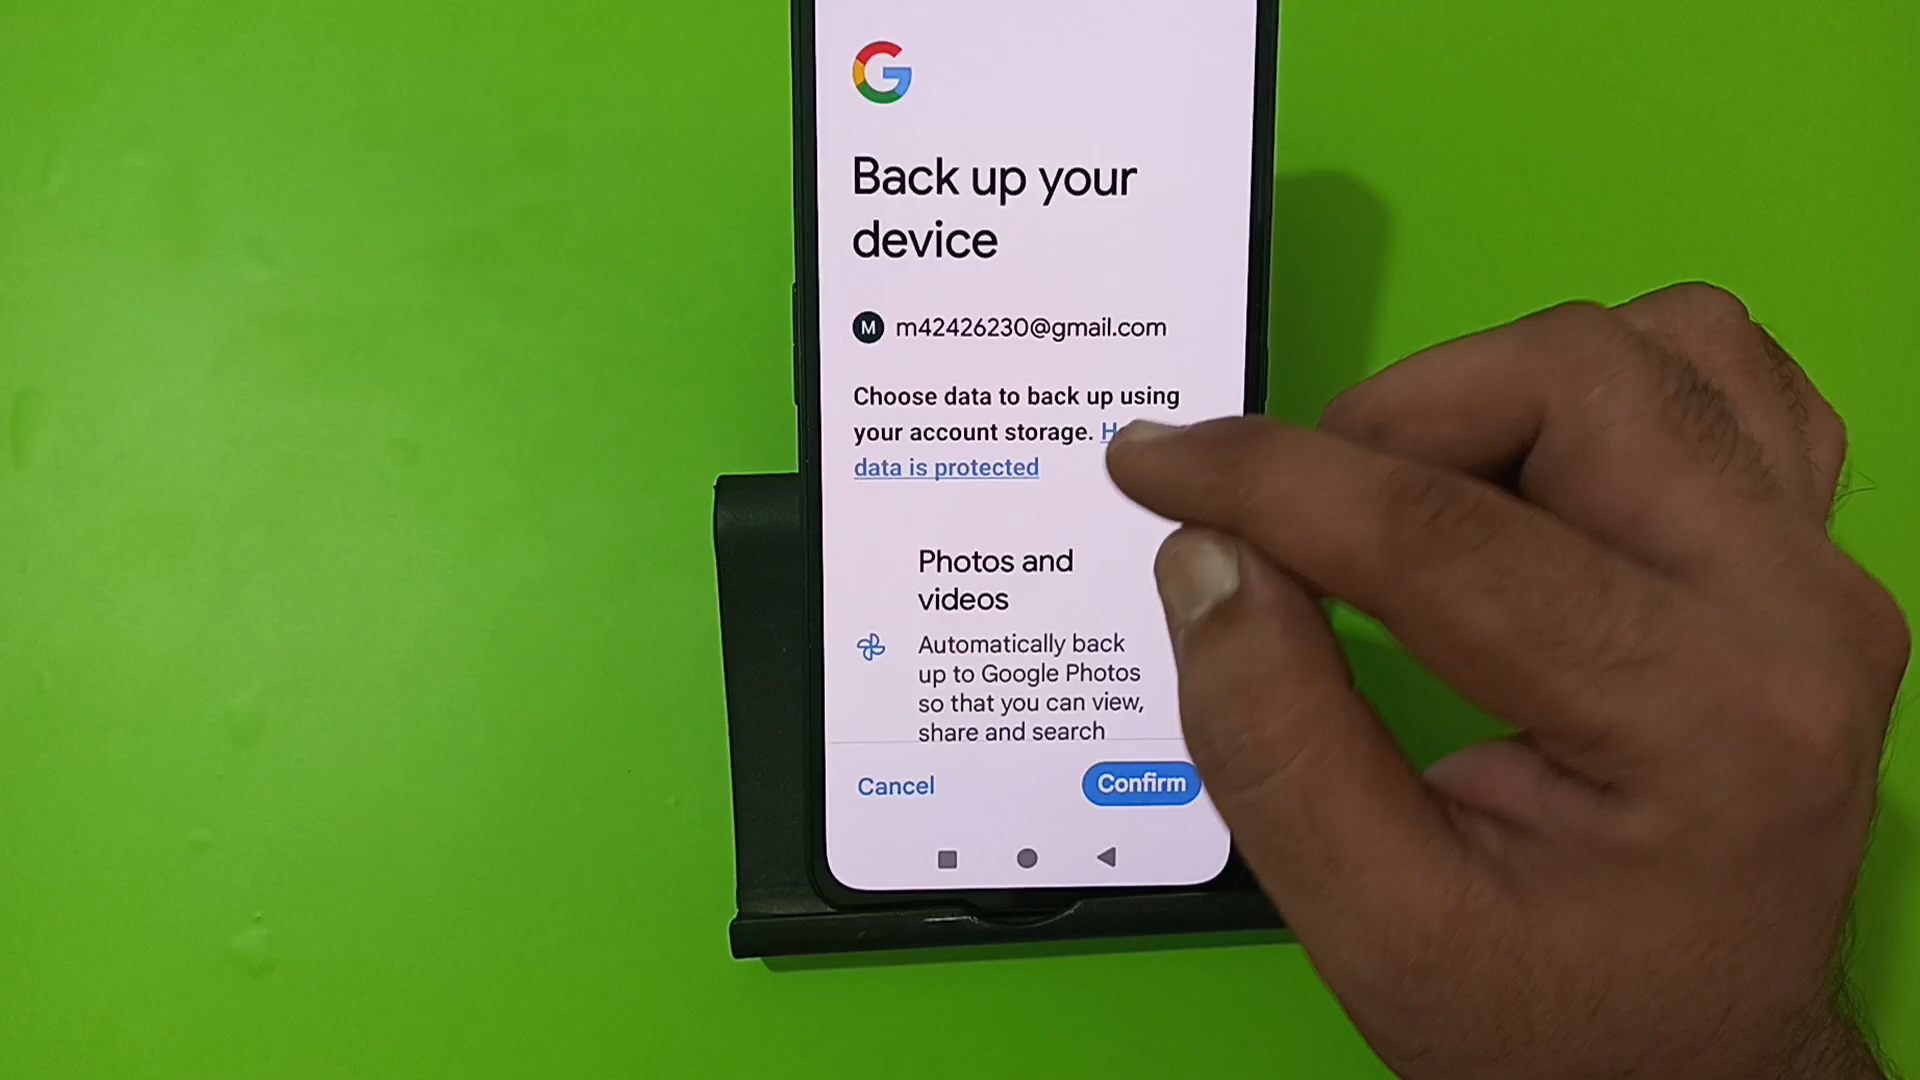 G
Back up your
device
M m42426230@gmail.com
Choose data to back up using
your account storage.
data is protected
Photos and
videos
Automatically back
up to Google Photos
so that you can view,
share and search
Cancel Confirm